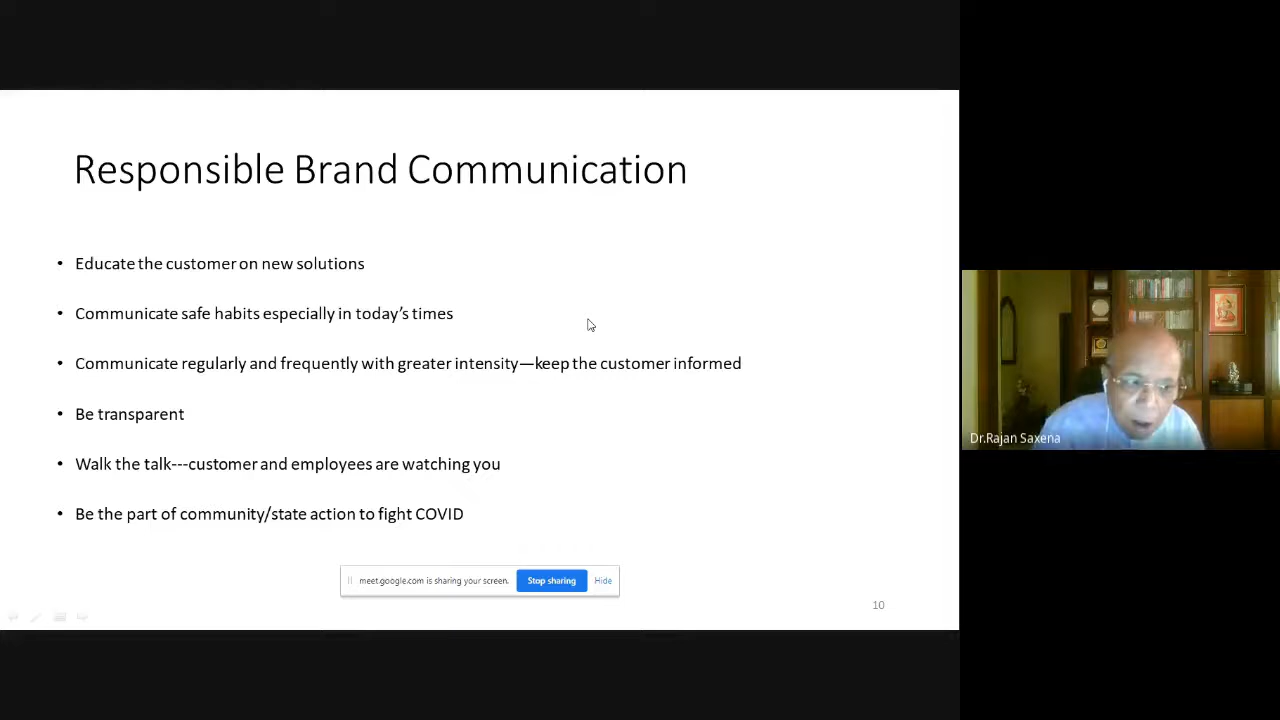 Responsible Brand Communication
• Educate the customer on new solutions
• Communicate safe habits especially in today’s times
• Communicate regularly and frequently with greater intensity—keep the customer informed
• Be transparent
• Walk the talk---customer and employees are watching you
• Be the part of community/state action to fight COVID
meet.google.com is sharing your screen. Stop sharing Hide
10
Dr.Rajan Saxena